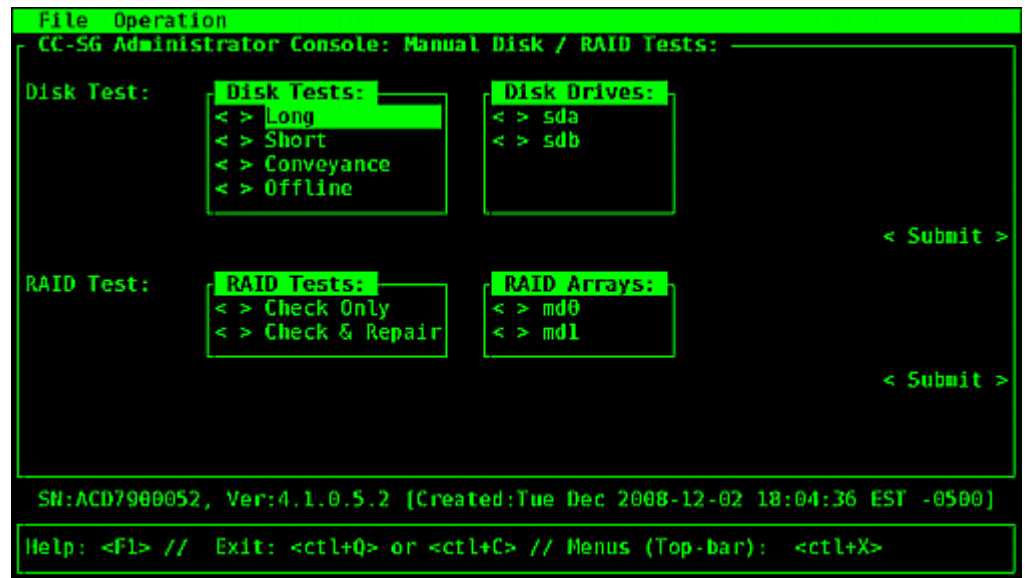 File Operation
CC-SG Administrator Console: Manual Disk / RAID Tests:
Disk Test: Disk Tests: Disk Drives:
< > Long < > sda
< > Short < > sdb
< > Conveyance
< > Offline
< Submit >
RAID Test: RAID Tests: RAID Arrays:
< > Check Only < > md0
< > Check & Repair < > md1
< Submit >
SN:ACD7900052, Ver:4.1.0.5.2 [Created:Tue Dec 2008-12-02 18:04:36 EST -0500]
Help: <F1> // Exit: <ctl+Q> or <ctl+C> // Menus (Top-bar): <ctl+X>